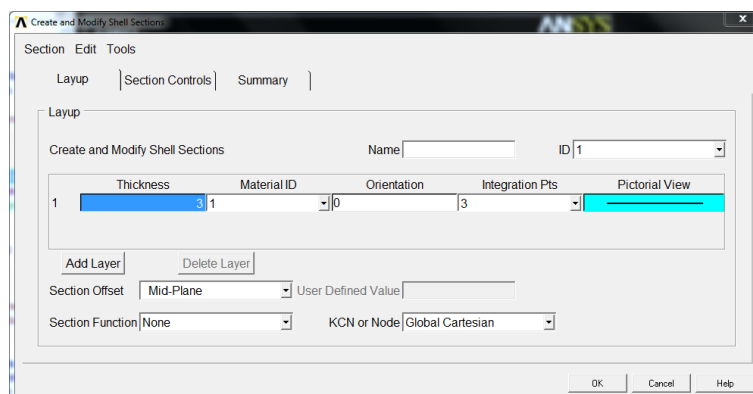 Create and Modify Shell Sections
ANSYS
X
Section Edit Tools
Layup Section Controls Summary
Layup
Create and Modify Shell Sections Name ID 1
Thickness Material ID Orientation Integration Pts Pictorial View
1 3 1 0 3
Add Layer Delete Layer
Section Offset Mid-Plane User Defined Value
Section Function None KCN or Node Global Cartesian
OK Cancel Help